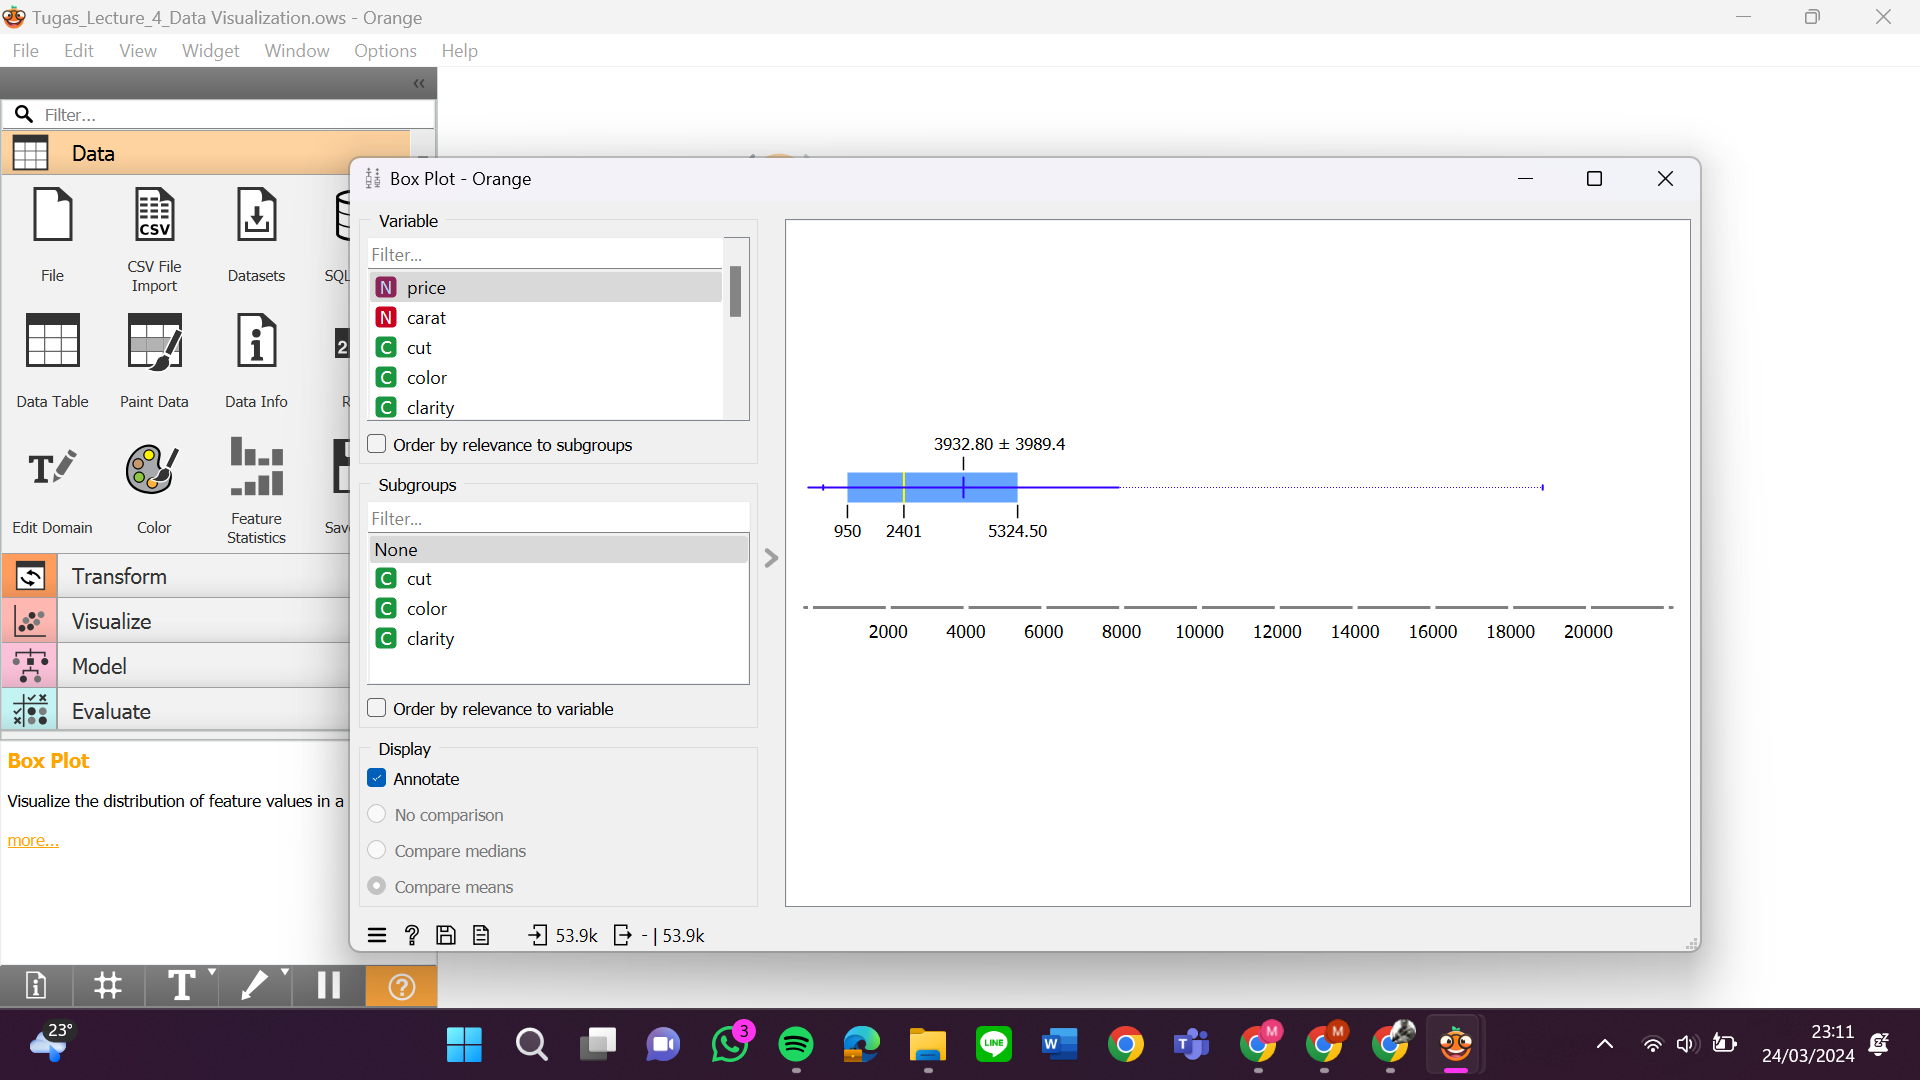 Tugas_Lecture_4_Data Visualization.ows - Orange
File Edit View Widget Window Options Help
Filter...
Data
File
CSV
CSV File
Import
Datasets
SQL
Data Table
Paint Data
Data Info
R
Edit Domain
Color
Feature
Statistics
Sav
Transform
Visualize
Model
Evaluate
Box Plot
Visualize the distribution of feature values in a
more...
Box Plot - Orange
Variable
Filter...
N price
N carat
C cut
C color
C clarity
Order by relevance to subgroups
Subgroups
Filter...
None
C cut
C color
C clarity
Order by relevance to variable
Display
Annotate
No comparison
Compare medians
Compare means
53.9k - | 53.9k
3932.80 ± 3989.4
950 2401 5324.50
2000 4000 6000 8000 10000 12000 14000 16000 18000 20000
23°
3
LINE
W
T
M
M
23:11
24/03/2024